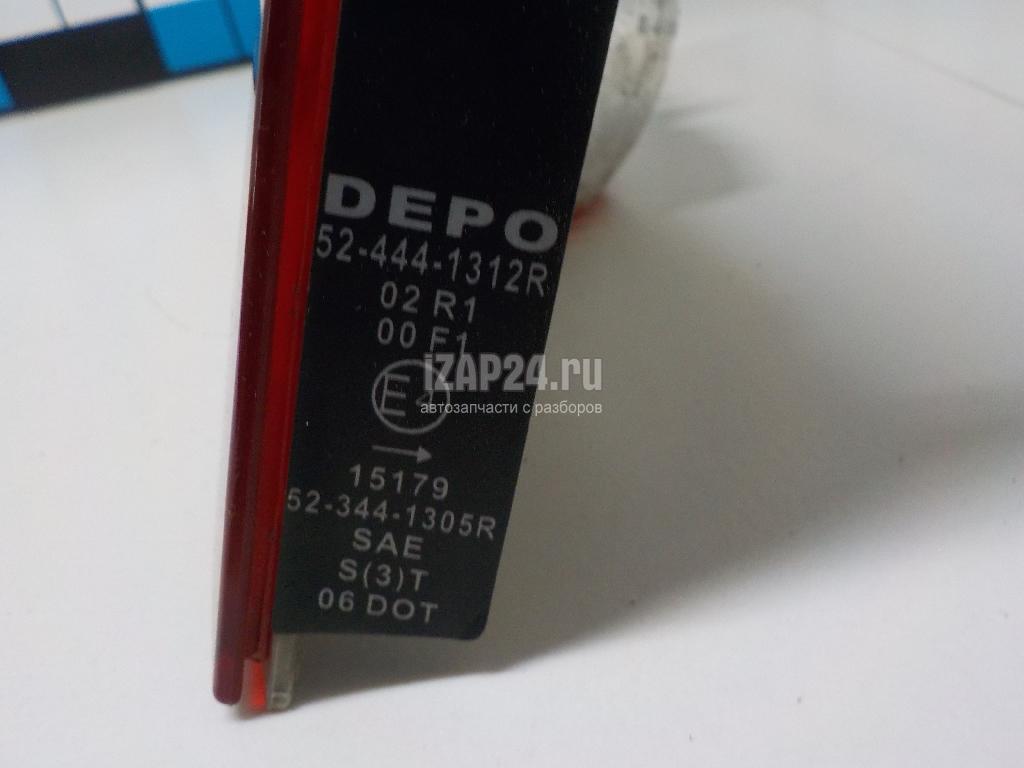 DEPO
52-444-1312R
02 R1
00 F1
E4
iZAP24.ru
автозапчасти с разборов
15179
52-344-1305R
SAE
S(3)T
06 DOT